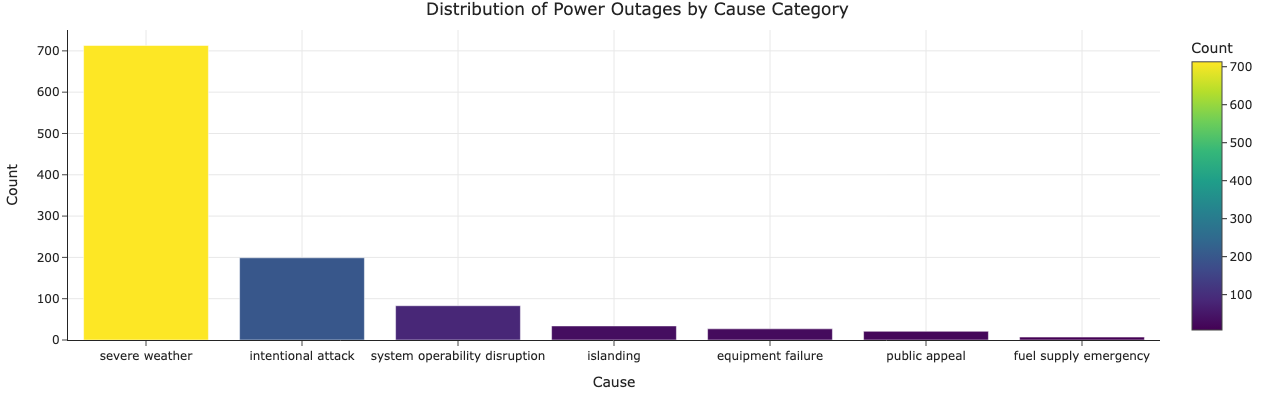 Distribution of Power Outages by Cause Category
Count
700
600
500
400
300
200
100
0
severe weather
intentional attack
system operability disruption
islanding
equipment failure
public appeal
fuel supply emergency
Cause
Count
700
600
500
400
300
200
100